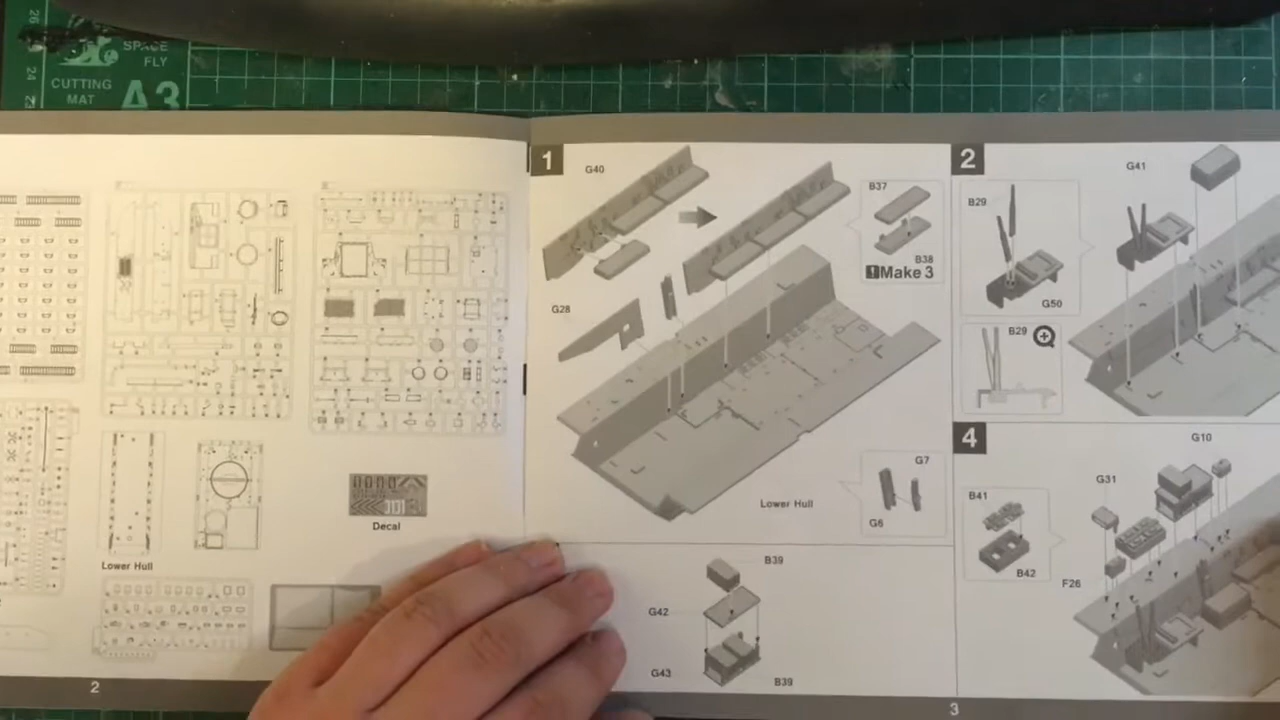 26
24
SPACE
FLY
CUTTING
MAT
A3
Decal
Lower Hull
2
1
G40
B37
B38
!Make 3
G28
G7
G6
Lower Hull
B39
G42
G43
B39
2
G41
B29
G50
B29
4
G10
G31
B41
B42
F26
3